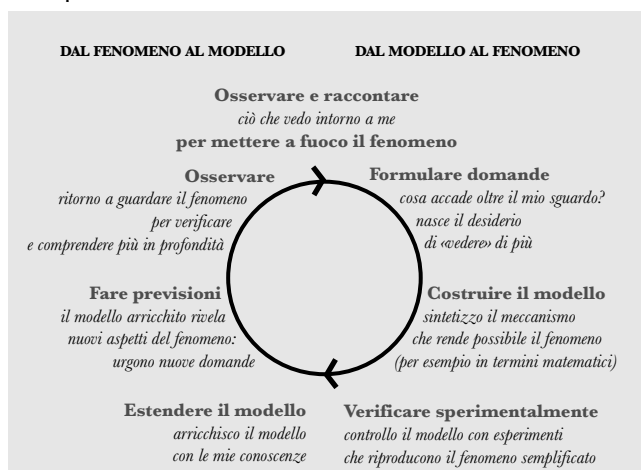 DAL FENOMENO AL MODELLO
DAL MODELLO AL FENOMENO
Osservare e raccontare
ciò che vedo intorno a me
per mettere a fuoco il fenomeno
Formulare domande
cosa accade oltre il mio sguardo?
nasce il desiderio
di «vedere» di più
Costruire il modello
sintetizzo il meccanismo
che rende possibile il fenomeno
(per esempio in termini matematici)
Verificare sperimentalmente
controllo il modello con esperimenti
che riproducono il fenomeno semplificato
Estendere il modello
arricchisco il modello
con le mie conoscenze
Fare previsioni
il modello arricchito rivela
nuovi aspetti del fenomeno:
urgono nuove domande
Osservare
ritorno a guardare il fenomeno
per verificare
e comprendere più in profondità